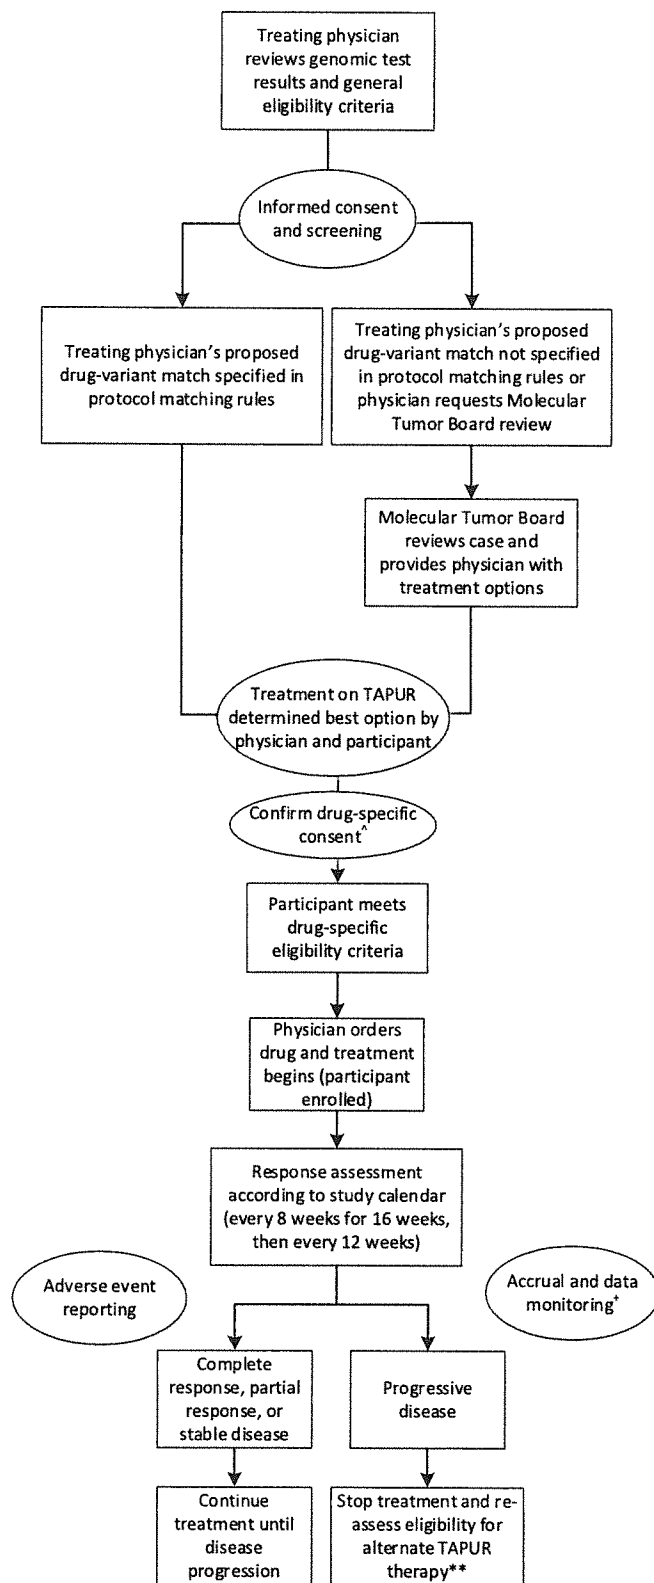 Treating physician
reviews genomic test
results and general
eligibility criteria
Informed consent
and screening
Treating physician's proposed
drug-variant match specified in
protocol matching rules
Treating physician's proposed
drug-variant match not specified
in protocol matching rules or
physician requests Molecular
Tumor Board review
Molecular Tumor Board
reviews case and
provides physician with
treatment options
Treatment on TAPUR
determined best option by
physician and participant
Confirm drug-specific
consent^
Participant meets
drug-specific
eligibility criteria
Physician orders
drug and treatment
begins (participant
enrolled)
Response assessment
according to study calendar
(every 8 weeks for 16 weeks,
then every 12 weeks)
Adverse event
reporting
Accrual and data
monitoring+
Complete
response, partial
response, or
stable disease
Progressive
disease
Continue
treatment until
disease
progression
Stop treatment and re-
assess eligibility for
alternate TAPUR
therapy**